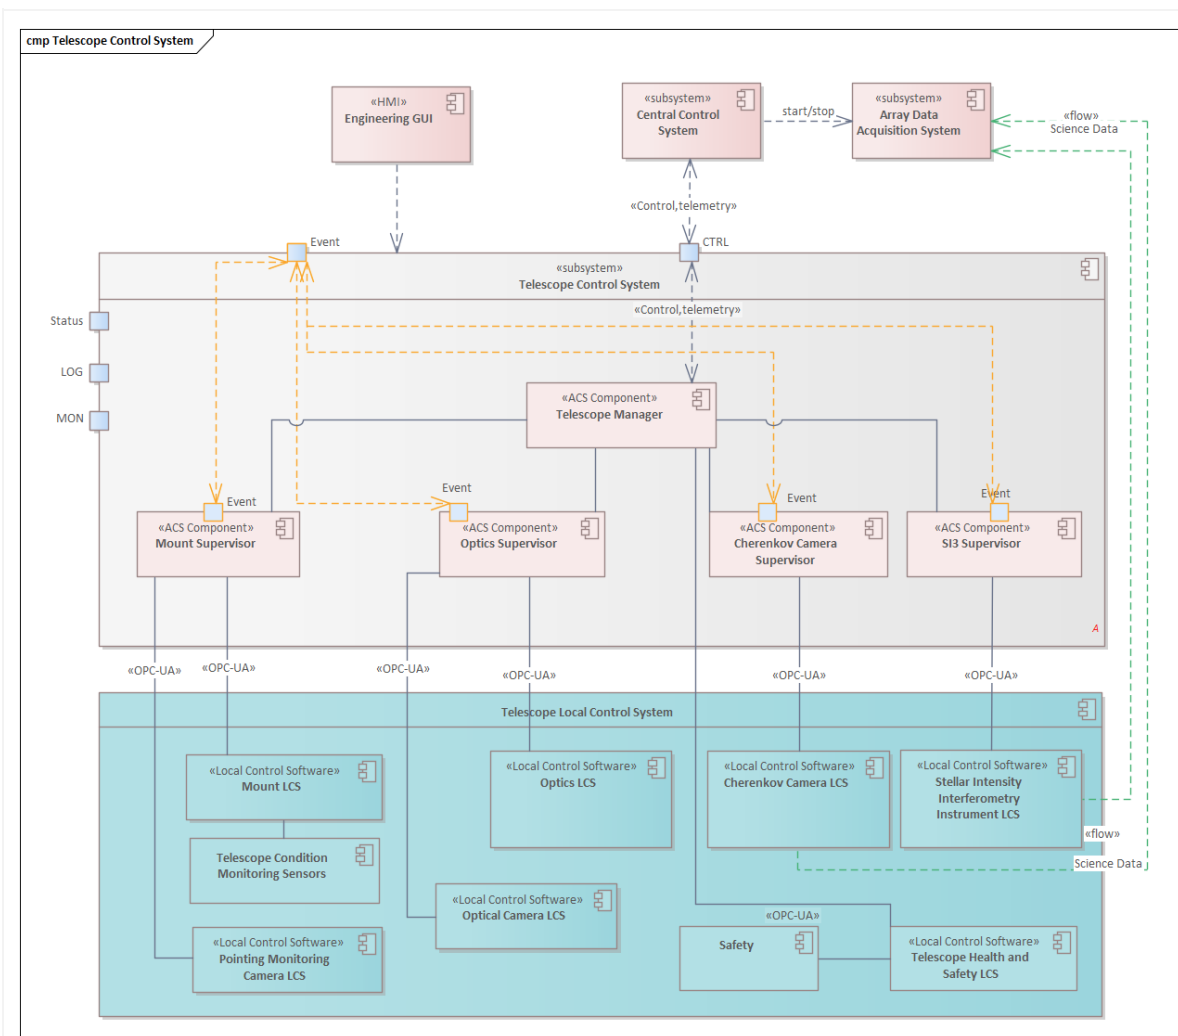 cmp Telescope Control System
«HMI»
Engineering GUI
«subsystem»
Central Control
System
start/stop
«subsystem»
Array Data
Acquisition System
«flow»
Science Data
«Control,telemetry»
Event
CTRL
«subsystem»
Telescope Control System
«Control,telemetry»
Status
LOG
MON
«ACS Component»
Telescope Manager
Event
«ACS Component»
Mount Supervisor
Event
«ACS Component»
Optics Supervisor
Event
«ACS Component»
Cherenkov Camera
Supervisor
Event
«ACS Component»
SI3 Supervisor
A
«OPC-UA»
«OPC-UA»
«OPC-UA»
«OPC-UA»
«OPC-UA»
«OPC-UA»
Telescope Local Control System
«Local Control Software»
Mount LCS
«Local Control Software»
Optics LCS
«Local Control Software»
Cherenkov Camera LCS
«Local Control Software»
Stellar Intensity
Interferometry
Instrument LCS
«flow»
Science Data
Telescope Condition
Monitoring Sensors
«Local Control Software»
Optical Camera LCS
«OPC-UA»
«Local Control Software»
Pointing Monitoring
Camera LCS
Safety
«Local Control Software»
Telescope Health and
Safety LCS